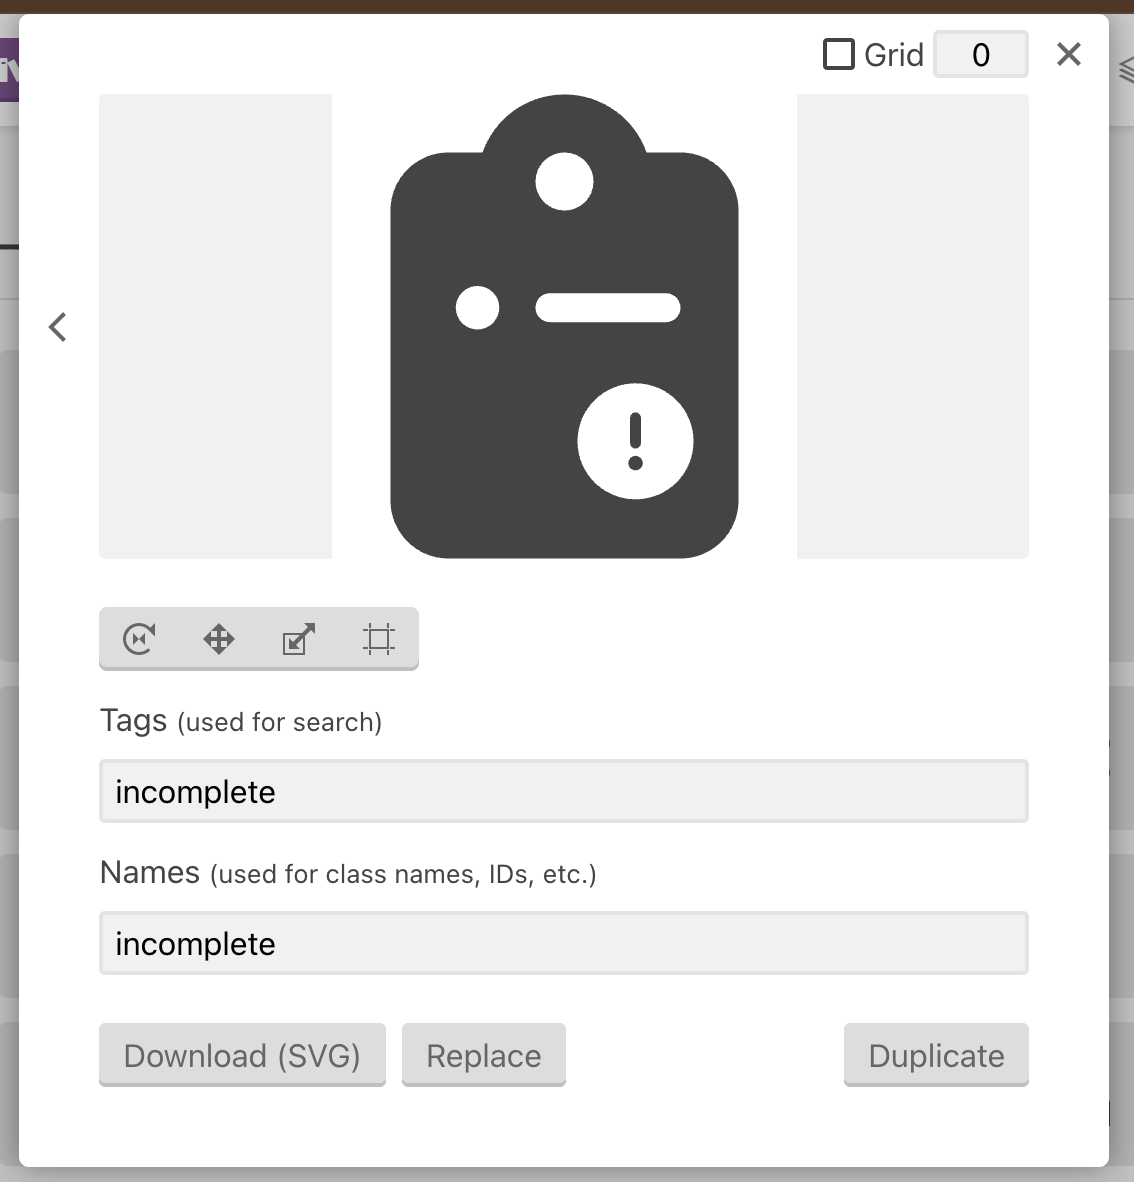 Grid 0
Tags (used for search)
incomplete
Names (used for class names, IDs, etc.)
incomplete
Download (SVG) Replace Duplicate